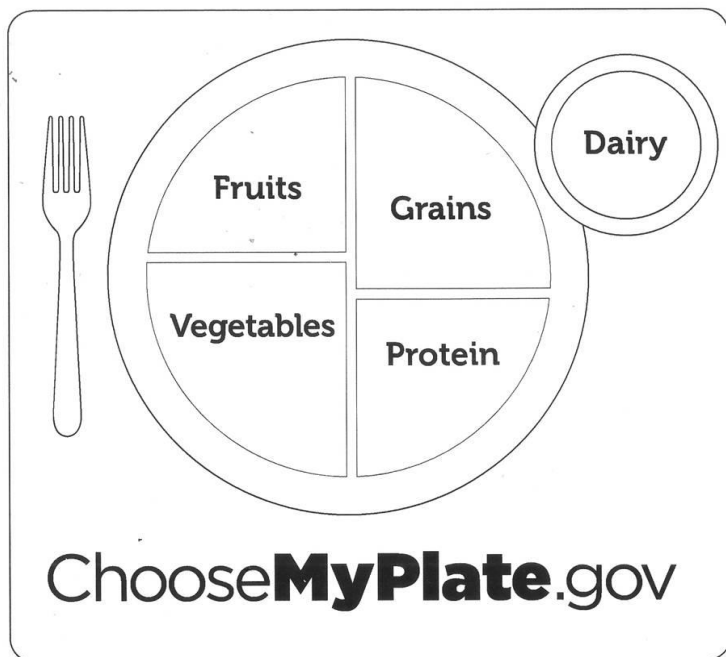 Dairy
Fruits
Grains
Vegetables
Protein
ChooseMyPlate.gov